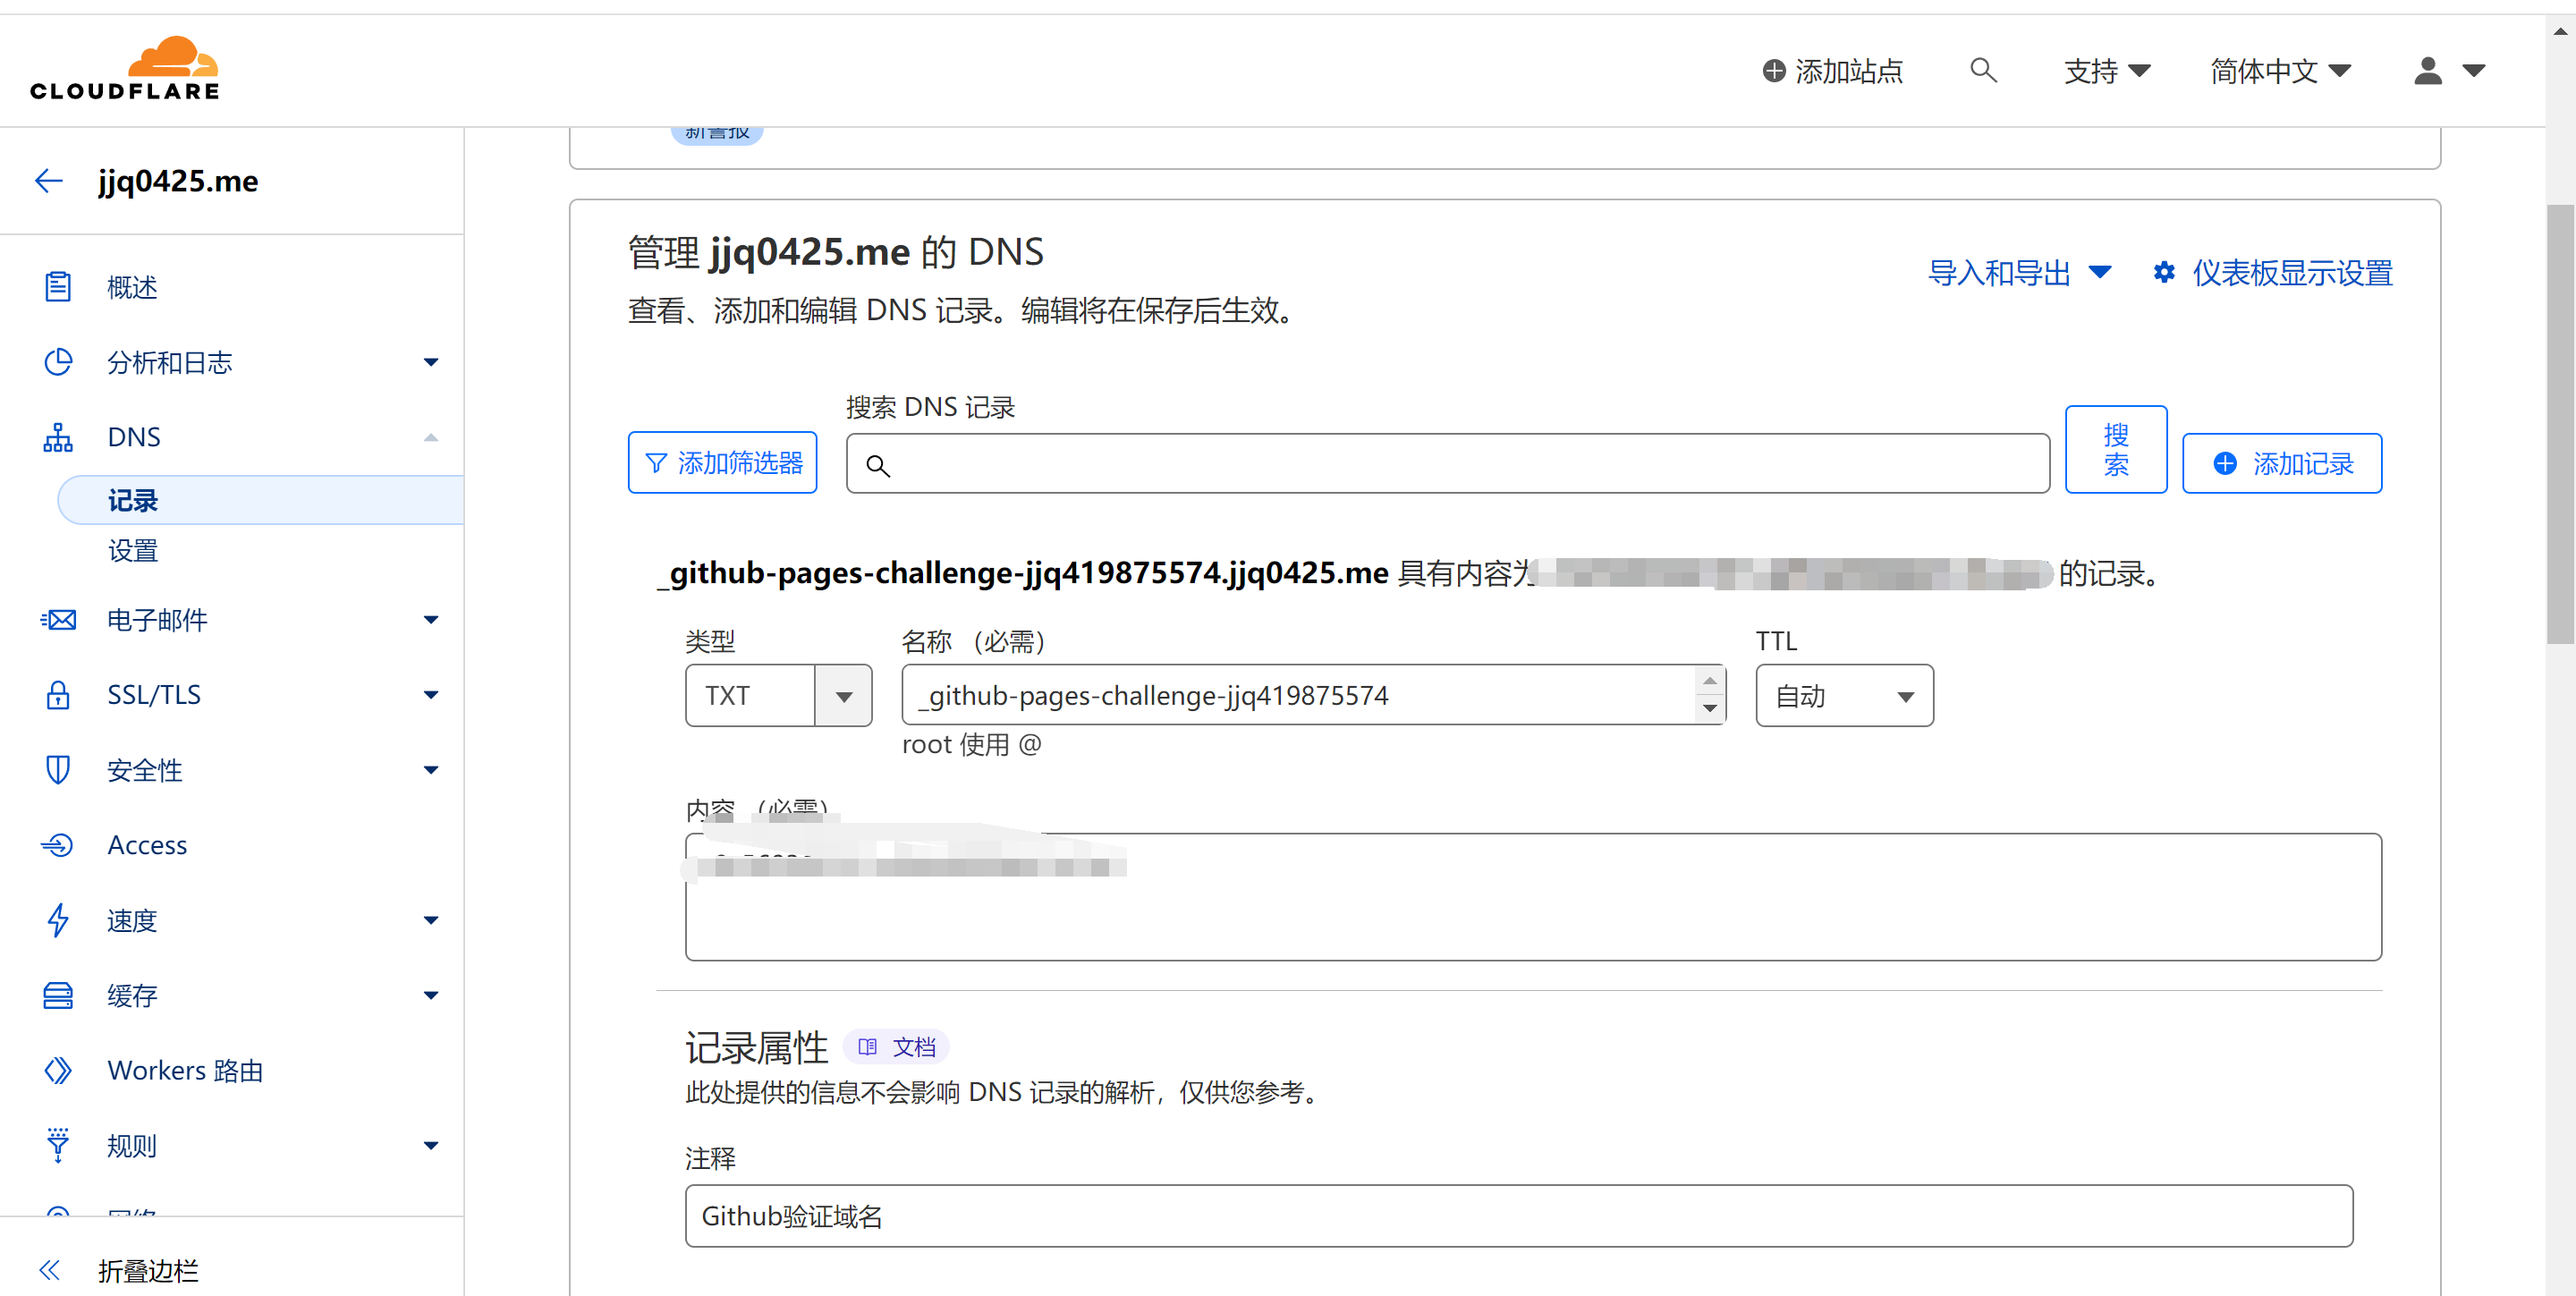 CLOUDFLARE
添加站点
支持
简体中文
新警报
jjq0425.me
概述
分析和日志
DNS
记录
设置
电子邮件
SSL/TLS
安全性
Access
速度
缓存
Workers 路由
规则
网络
折叠边栏
管理 jjq0425.me 的 DNS
查看、添加和编辑 DNS 记录。编辑将在保存后生效。
导入和导出
仪表板显示设置
搜索 DNS 记录
添加筛选器
搜索
添加记录
_github-pages-challenge-jjq419875574.jjq0425.me 具有内容为 的记录。
类型
名称 （必需）
TTL
TXT
_github-pages-challenge-jjq419875574
自动
root 使用 @
内容 （必需）
记录属性
文档
此处提供的信息不会影响 DNS 记录的解析，仅供您参考。
注释
Github验证域名